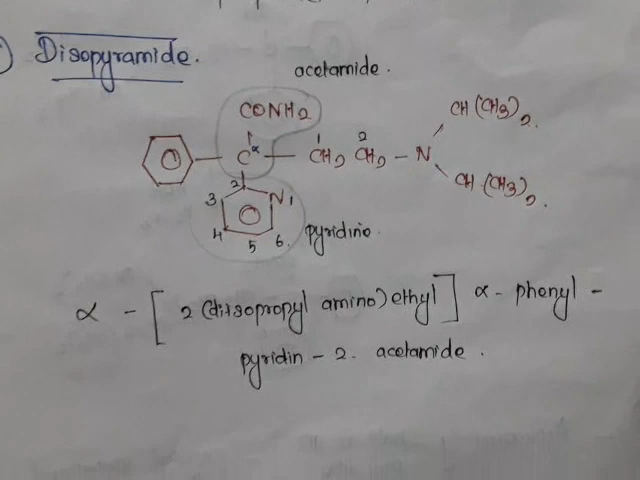 Disopyramide.
acetamide.
CONH2
CH(CH3)2.
C α — 1 CH2 2 CH2 - N
CH.(CH3)2.
2
3 N 1
4 5 6. pyridino
α - [2 (diisopropyl amino) ethyl] α - phenyl -
pyridin - 2. acetamide.